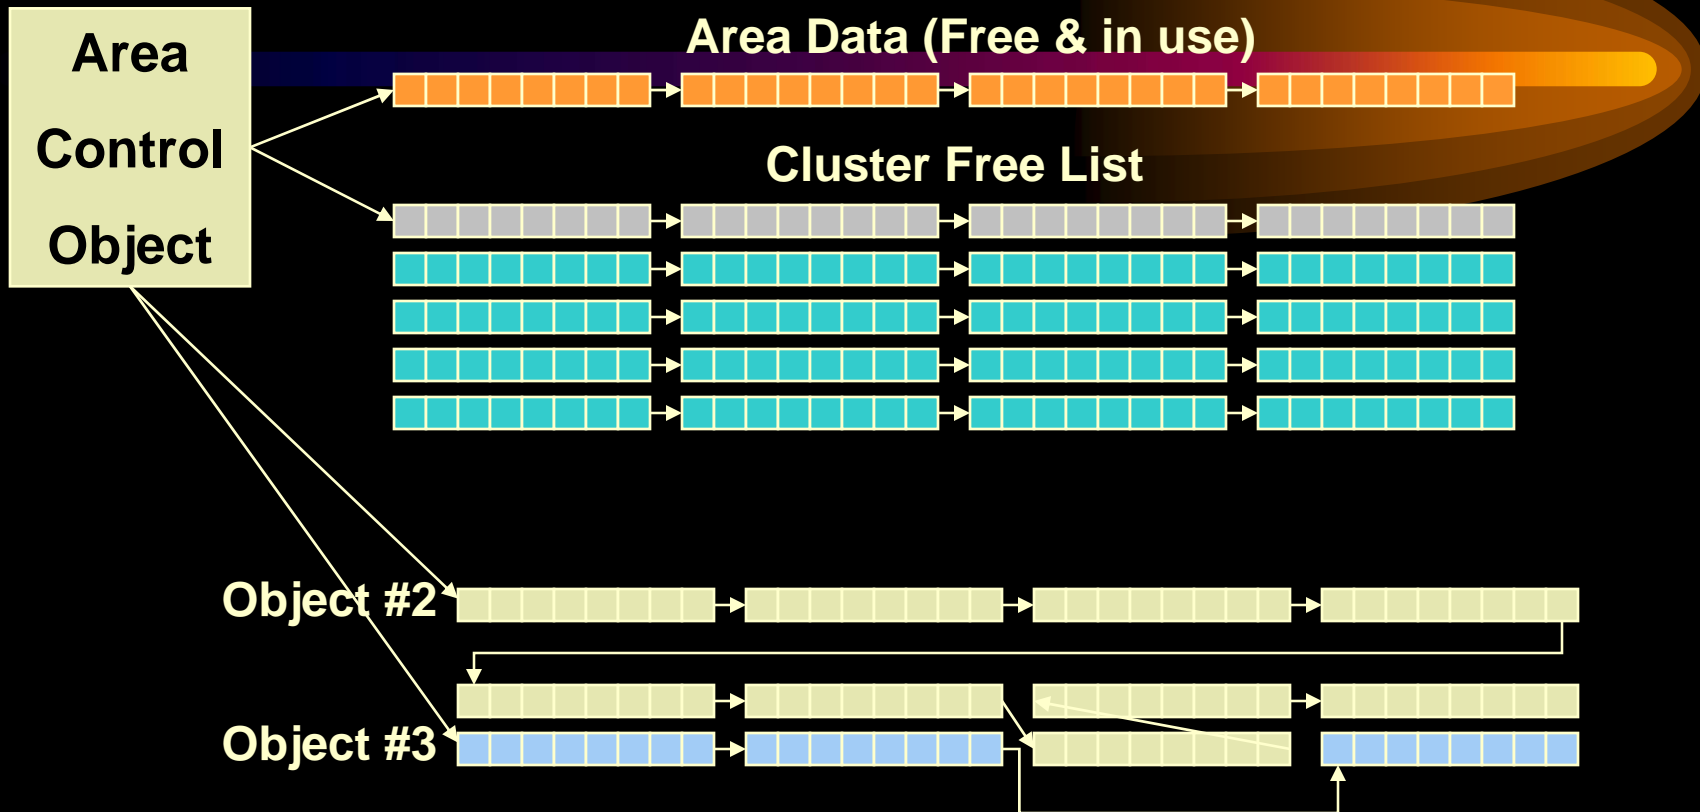 Area
Control
Object
Area Data (Free & in use)
Cluster Free List
Object #2
Object #3